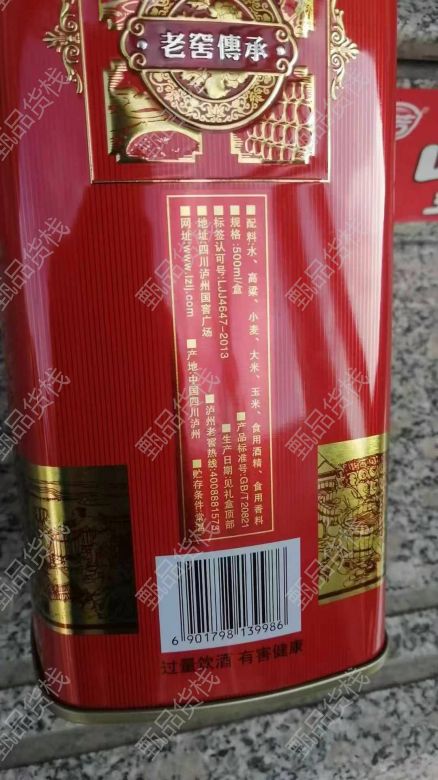 老窖傳承
■配料水、高粱、小麦、大米、玉米、食用酒精、食用香料
■规格:500ml/盒
■产品标准号:GB/T20821
■标签认可号:LJJ4647-2013
■生产日期见礼盒顶部
■地址:四川泸州国窖广场
■泸州老窖热线:4008881573
■网址:www.lzlj.com
■产地:中国四川泸州
■贮存条件:常温
6 901798 139986
过量饮酒 有害健康
甄品货栈